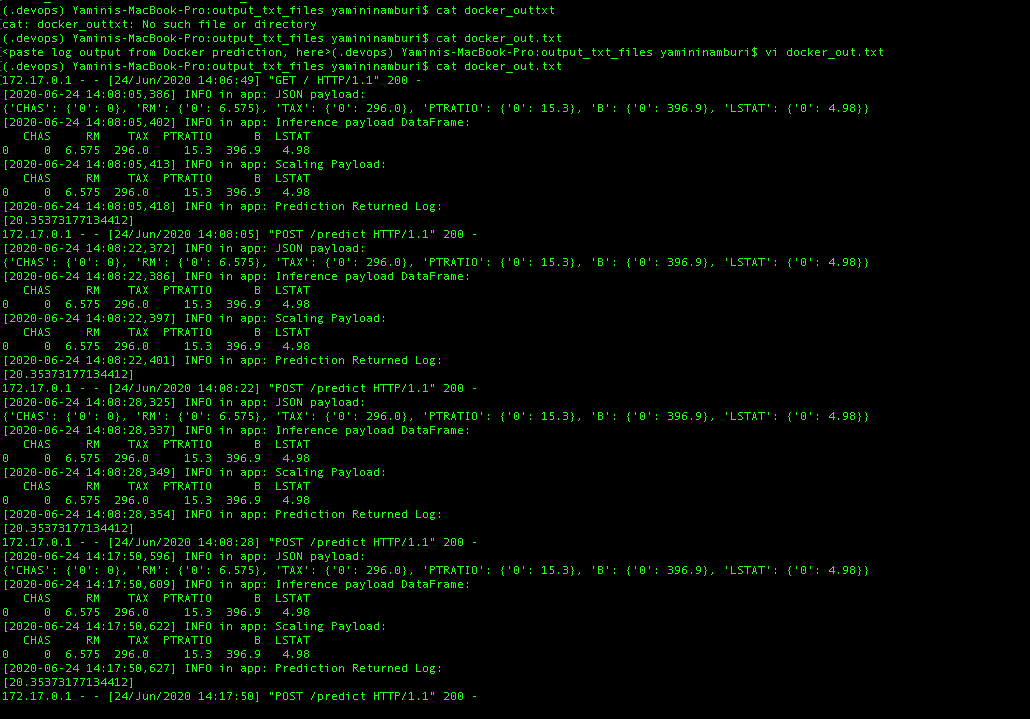 (.devops) Yaminis-MacBook-Pro:output_txt_files yamininamburi$ cat docker_outtxt
cat: docker_outtxt: No such file or directory
(.devops) Yaminis-MacBook-Pro:output_txt_files yamininamburi$ cat docker_out.txt
<paste log output from Docker prediction, here>(.devops) Yaminis-MacBook-Pro:output_txt_files yamininamburi$ vi docker_out.txt
(.devops) Yaminis-MacBook-Pro:output_txt_files yamininamburi$ cat docker_out.txt
172.17.0.1 - - [24/Jun/2020 14:06:49] "GET / HTTP/1.1" 200 -
[2020-06-24 14:08:05,386] INFO in app: JSON payload:
{'CHAS': {'0': 0}, 'RM': {'0': 6.575}, 'TAX': {'0': 296.0}, 'PTRATIO': {'0': 15.3}, 'B': {'0': 396.9}, 'LSTAT': {'0': 4.98}}
[2020-06-24 14:08:05,402] INFO in app: Inference payload DataFrame:
   CHAS     RM    TAX  PTRATIO      B  LSTAT
0     0  6.575  296.0     15.3  396.9   4.98
[2020-06-24 14:08:05,413] INFO in app: Scaling Payload:
   CHAS     RM    TAX  PTRATIO      B  LSTAT
0     0  6.575  296.0     15.3  396.9   4.98
[2020-06-24 14:08:05,418] INFO in app: Prediction Returned Log:
[20.35373177134412]
172.17.0.1 - - [24/Jun/2020 14:08:05] "POST /predict HTTP/1.1" 200 -
[2020-06-24 14:08:22,372] INFO in app: JSON payload:
{'CHAS': {'0': 0}, 'RM': {'0': 6.575}, 'TAX': {'0': 296.0}, 'PTRATIO': {'0': 15.3}, 'B': {'0': 396.9}, 'LSTAT': {'0': 4.98}}
[2020-06-24 14:08:22,386] INFO in app: Inference payload DataFrame:
   CHAS     RM    TAX  PTRATIO      B  LSTAT
0     0  6.575  296.0     15.3  396.9   4.98
[2020-06-24 14:08:22,397] INFO in app: Scaling Payload:
   CHAS     RM    TAX  PTRATIO      B  LSTAT
0     0  6.575  296.0     15.3  396.9   4.98
[2020-06-24 14:08:22,401] INFO in app: Prediction Returned Log:
[20.35373177134412]
172.17.0.1 - - [24/Jun/2020 14:08:22] "POST /predict HTTP/1.1" 200 -
[2020-06-24 14:08:28,325] INFO in app: JSON payload:
{'CHAS': {'0': 0}, 'RM': {'0': 6.575}, 'TAX': {'0': 296.0}, 'PTRATIO': {'0': 15.3}, 'B': {'0': 396.9}, 'LSTAT': {'0': 4.98}}
[2020-06-24 14:08:28,337] INFO in app: Inference payload DataFrame:
   CHAS     RM    TAX  PTRATIO      B  LSTAT
0     0  6.575  296.0     15.3  396.9   4.98
[2020-06-24 14:08:28,349] INFO in app: Scaling Payload:
   CHAS     RM    TAX  PTRATIO      B  LSTAT
0     0  6.575  296.0     15.3  396.9   4.98
[2020-06-24 14:08:28,354] INFO in app: Prediction Returned Log:
[20.35373177134412]
172.17.0.1 - - [24/Jun/2020 14:08:28] "POST /predict HTTP/1.1" 200 -
[2020-06-24 14:17:50,596] INFO in app: JSON payload:
{'CHAS': {'0': 0}, 'RM': {'0': 6.575}, 'TAX': {'0': 296.0}, 'PTRATIO': {'0': 15.3}, 'B': {'0': 396.9}, 'LSTAT': {'0': 4.98}}
[2020-06-24 14:17:50,609] INFO in app: Inference payload DataFrame:
   CHAS     RM    TAX  PTRATIO      B  LSTAT
0     0  6.575  296.0     15.3  396.9   4.98
[2020-06-24 14:17:50,622] INFO in app: Scaling Payload:
   CHAS     RM    TAX  PTRATIO      B  LSTAT
0     0  6.575  296.0     15.3  396.9   4.98
[2020-06-24 14:17:50,627] INFO in app: Prediction Returned Log:
[20.35373177134412]
172.17.0.1 - - [24/Jun/2020 14:17:50] "POST /predict HTTP/1.1" 200 -